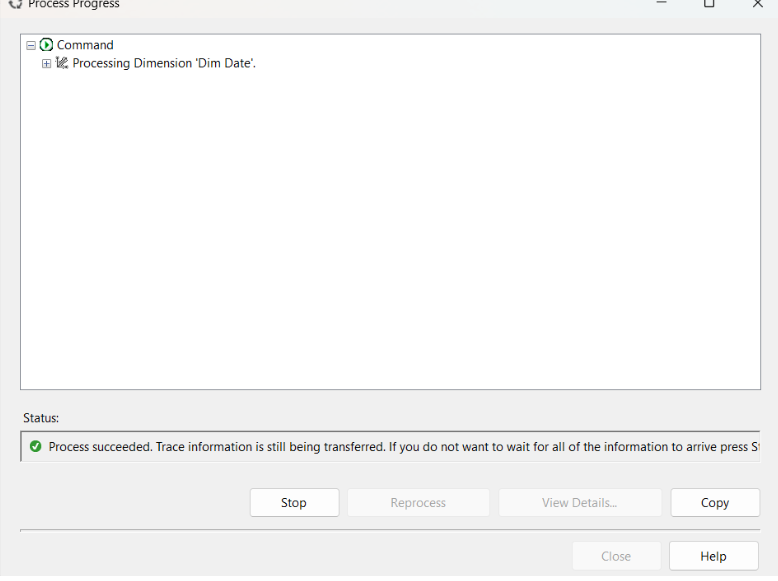 Process Progress
Command
Processing Dimension 'Dim Date'.
Status:
Process succeeded. Trace information is still being transferred. If you do not want to wait for all of the information to arrive press
Stop
Reprocess
View Details...
Copy
Close
Help